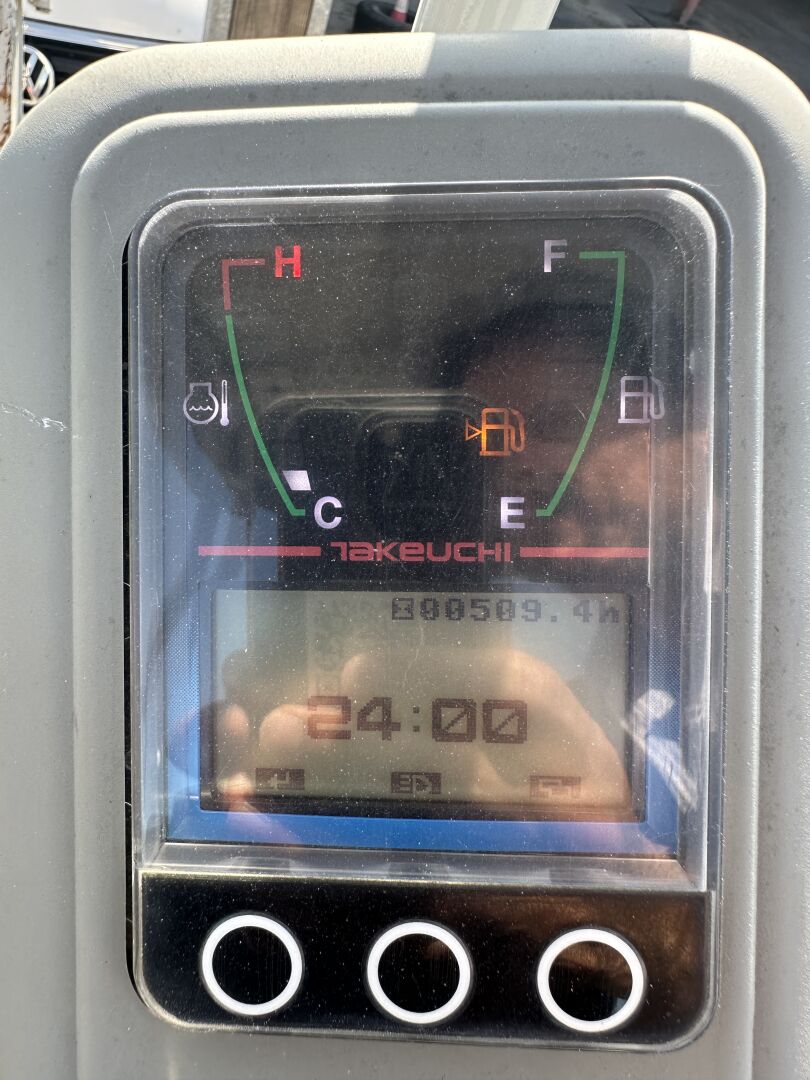 H F
C E
TAKEUCHI
00509.4h
24:00